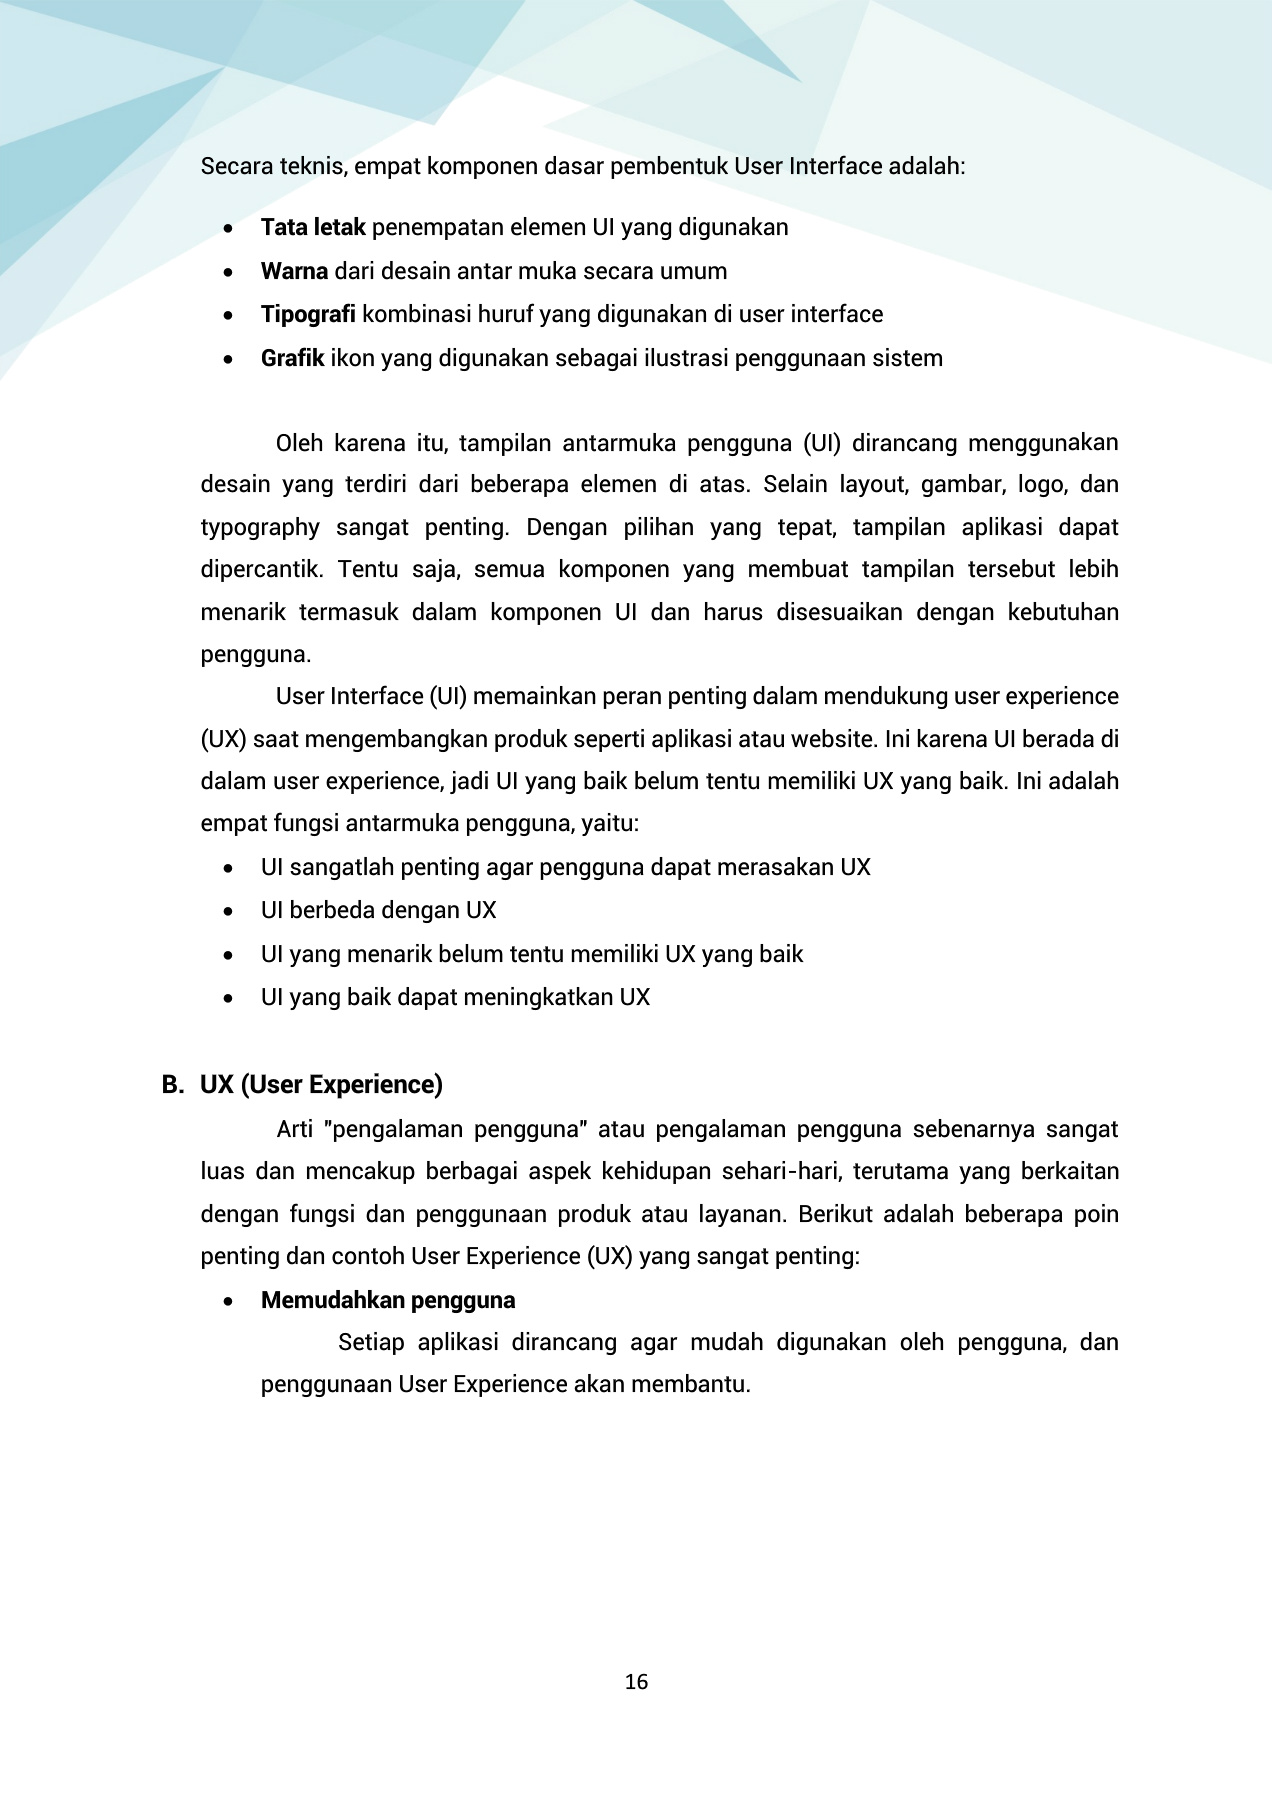 Secara teknis, empat komponen dasar pembentuk User Interface adalah:
• Tata letak penempatan elemen UI yang digunakan
• Warna dari desain antar muka secara umum
• Tipografi kombinasi huruf yang digunakan di user interface
• Grafik ikon yang digunakan sebagai ilustrasi penggunaan sistem
Oleh karena itu, tampilan antarmuka pengguna (UI) dirancang menggunakan
desain yang terdiri dari beberapa elemen di atas. Selain layout, gambar, logo, dan
typography sangat penting. Dengan pilihan yang tepat, tampilan aplikasi dapat
dipercantik. Tentu saja, semua komponen yang membuat tampilan tersebut lebih
menarik termasuk dalam komponen UI dan harus disesuaikan dengan kebutuhan
pengguna.
User Interface (UI) memainkan peran penting dalam mendukung user experience
(UX) saat mengembangkan produk seperti aplikasi atau website. Ini karena UI berada di
dalam user experience, jadi UI yang baik belum tentu memiliki UX yang baik. Ini adalah
empat fungsi antarmuka pengguna, yaitu:
• UI sangatlah penting agar pengguna dapat merasakan UX
• UI berbeda dengan UX
• UI yang menarik belum tentu memiliki UX yang baik
• UI yang baik dapat meningkatkan UX
B. UX (User Experience)
Arti "pengalaman pengguna" atau pengalaman pengguna sebenarnya sangat
luas dan mencakup berbagai aspek kehidupan sehari-hari, terutama yang berkaitan
dengan fungsi dan penggunaan produk atau layanan. Berikut adalah beberapa poin
penting dan contoh User Experience (UX) yang sangat penting:
• Memudahkan pengguna
Setiap aplikasi dirancang agar mudah digunakan oleh pengguna, dan
penggunaan User Experience akan membantu.
16